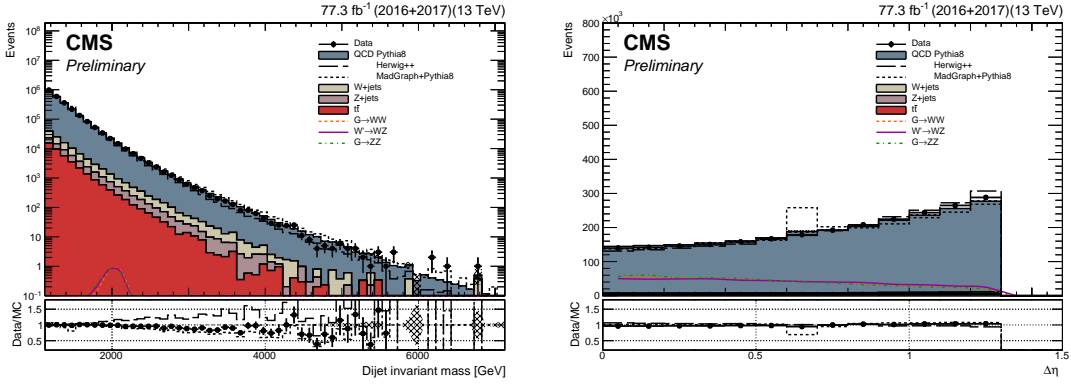 77.3 fb⁻¹ (2016+2017)(13 TeV)
Events
10⁸
10⁷
10⁶
10⁵
10⁴
10³
10²
10
1
10⁻¹
CMS
Preliminary
Data
QCD Pythia8
Herwig++
MadGraph+Pythia8
W+jets
Z+jets
tt̄
G→WW
W'→WZ
G→ZZ
Data/MC
1.5
1
0.5
2000
4000
6000
Dijet invariant mass [GeV]
77.3 fb⁻¹ (2016+2017)(13 TeV)
Events
×10³
800
700
600
500
400
300
200
100
0
CMS
Preliminary
Data
QCD Pythia8
Herwig++
MadGraph+Pythia8
W+jets
Z+jets
tt̄
G→WW
W'→WZ
G→ZZ
Data/MC
1.5
1
0.5
0
0.5
1
1.5
Δη